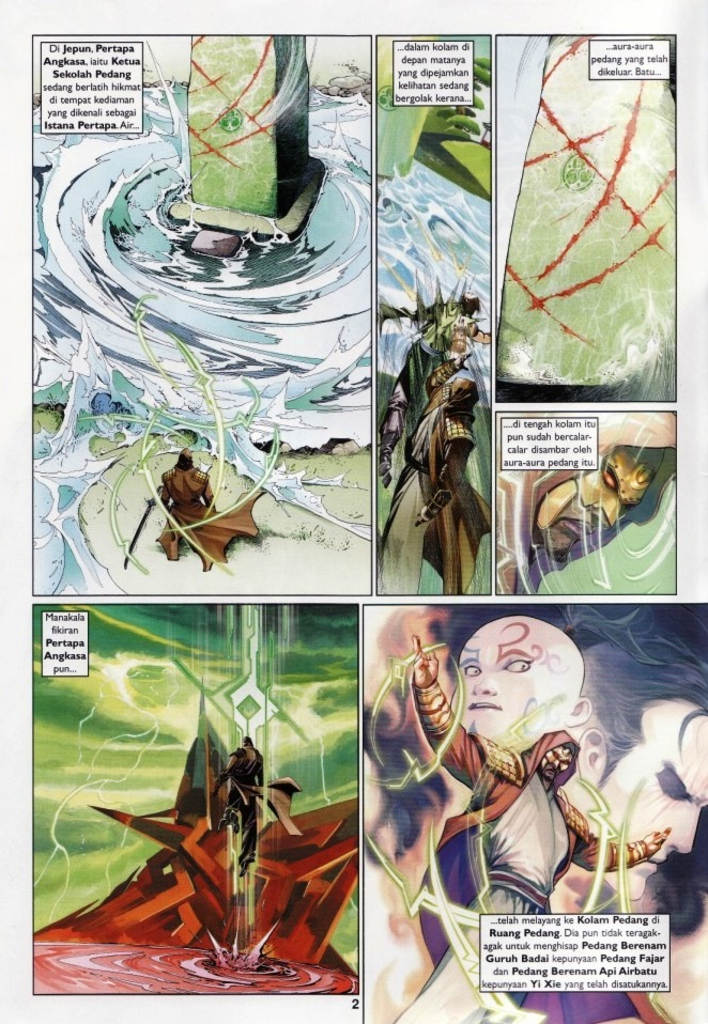 Di Jepun, Pertapa
Angkasa, iaitu Ketua
Sekolah Pedang
sedang berlatih hikmat
di tempat kediaman
yang dikenali sebagai
Istana Pertapa. Air...
...dalam kolam di
depan matanya
yang dipejamkan
kelihatan sedang
bergolak kerana...
...aura-aura
pedang yang telah
dikeluar. Batu...
....di tengah kolam itu
pun sudah bercalar-
calar disambar oleh
aura-aura pedang itu.
Manakala
fikiran
Pertapa
Angkasa
pun...
...telah melayang ke Kolam Pedang di
Ruang Pedang. Dia pun tidak teragak-
agak untuk menghisap Pedang Berenam
Guruh Badai kepunyaan Pedang Fajar
dan Pedang Berenam Api Airbatu
kepunyaan Yi Xie yang telah disatukannya.
2